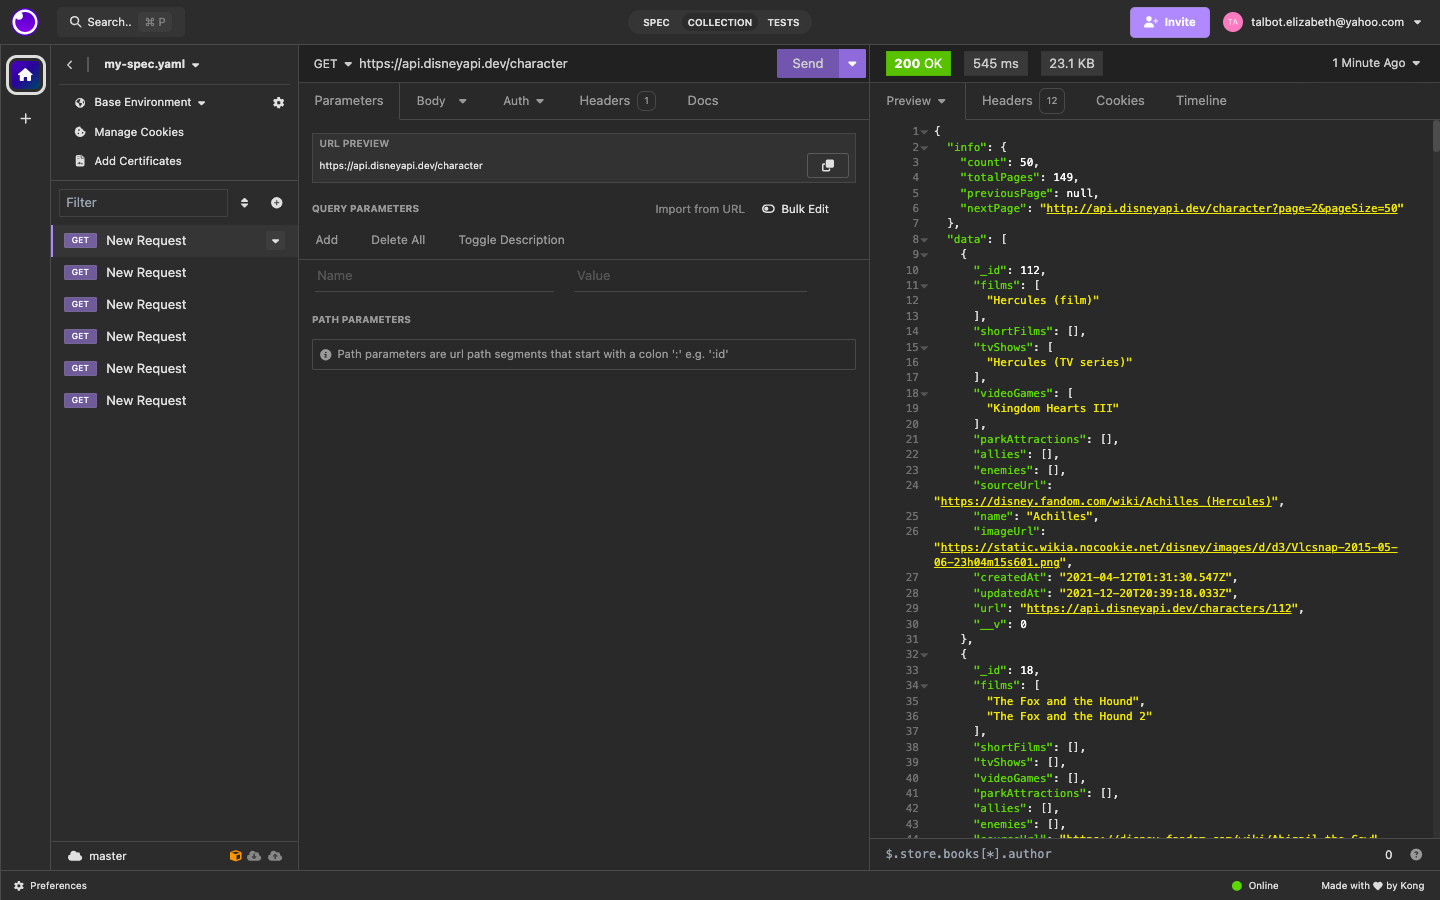 Search..
⌘ P
SPEC
COLLECTION
TESTS
Invite
TA
talbot.elizabeth@yahoo.com
my-spec.yaml
Base Environment
Manage Cookies
Add Certificates
Filter
GET New Request
GET New Request
GET New Request
GET New Request
GET New Request
GET New Request
master
GET https://api.disneyapi.dev/character
Send
Parameters
Body
Auth
Headers 1
Docs
URL PREVIEW
https://api.disneyapi.dev/character
QUERY PARAMETERS
Import from URL
Bulk Edit
Add
Delete All
Toggle Description
Name
Value
PATH PARAMETERS
Path parameters are url path segments that start with a colon ':' e.g. ':id'
200 OK
545 ms
23.1 KB
1 Minute Ago
Preview
Headers 12
Cookies
Timeline
1 {
2 "info": {
3 "count": 50,
4 "totalPages": 149,
5 "previousPage": null,
6 "nextPage": "http://api.disneyapi.dev/character?page=2&pageSize=50"
7 },
8 "data": [
9 {
10 "_id": 112,
11 "films": [
12 "Hercules (film)"
13 ],
14 "shortFilms": [],
15 "tvShows": [
16 "Hercules (TV series)"
17 ],
18 "videoGames": [
19 "Kingdom Hearts III"
20 ],
21 "parkAttractions": [],
22 "allies": [],
23 "enemies": [],
24 "sourceUrl":
"https://disney.fandom.com/wiki/Achilles_(Hercules)",
25 "name": "Achilles",
26 "imageUrl":
"https://static.wikia.nocookie.net/disney/images/d/d3/Vlcsnap-2015-05-
06-23h04m15s601.png",
27 "createdAt": "2021-04-12T01:31:30.547Z",
28 "updatedAt": "2021-12-20T20:39:18.033Z",
29 "url": "https://api.disneyapi.dev/characters/112",
30 "__v": 0
31 },
32 {
33 "_id": 18,
34 "films": [
35 "The Fox and the Hound",
36 "The Fox and the Hound 2"
37 ],
38 "shortFilms": [],
39 "tvShows": [],
40 "videoGames": [],
41 "parkAttractions": [],
42 "allies": [],
43 "enemies": [],
44 "sourceUrl": "https://disney.fandom.com/wiki/Abigail_the_Cow",
$.store.books[*].author
0
Preferences
Online
Made with
by Kong